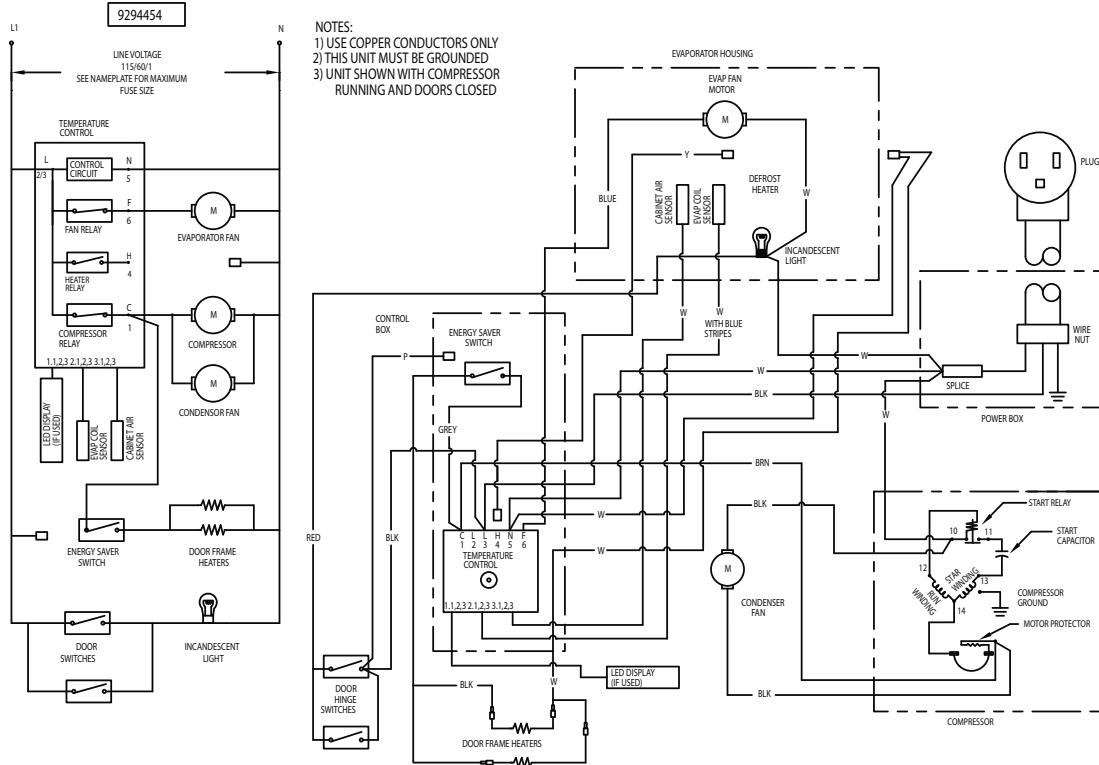 9294454
L1
N
NOTES:
1) USE COPPER CONDUCTORS ONLY
2) THIS UNIT MUST BE GROUNDED
3) UNIT SHOWN WITH COMPRESSOR
RUNNING AND DOORS CLOSED
LINE VOLTAGE
115/60/1
SEE NAMEPLATE FOR MAXIMUM
FUSE SIZE
TEMPERATURE
CONTROL
L
2/3
CONTROL
CIRCUIT
N
5
F
6
FAN RELAY
M
EVAPORATOR FAN
H
4
HEATER
RELAY
C
1
COMPRESSOR
RELAY
M
COMPRESSOR
M
CONDENSOR FAN
1.1,2,3 2.1,2,3 3.1,2,3
LED DISPLAY
(IF USED)
EVAP COIL
SENSOR
CABINET AIR
SENSOR
ENERGY SAVER
SWITCH
DOOR FRAME
HEATERS
DOOR
SWITCHES
INCANDESCENT
LIGHT
EVAPORATOR HOUSING
EVAP FAN
MOTOR
M
Y
BLUE
W
CABINET AIR
SENSOR
EVAP COIL
SENSOR
DEFROST
HEATER
INCANDESCENT
LIGHT
W
W
WITH BLUE
STRIPES
PLUG
WIRE
NUT
SPLICE
POWER BOX
W
W
BLK
W
CONTROL
BOX
P
ENERGY SAVER
SWITCH
GREY
RED
BLK
BRN
W
W
C L L H N F
1 2 3 4 5 6
TEMPERATURE
CONTROL
1.1,2,3 2.1,2,3 3.1,2,3
BLK
M
CONDENSER
FAN
BLK
START RELAY
10
11
START
CAPACITOR
12
STAR WINDING
13
RUN
WINDING
14
COMPRESSOR
GROUND
MOTOR PROTECTOR
COMPRESSOR
DOOR
HINGE
SWITCHES
BLK
W
LED DISPLAY
(IF USED)
DOOR FRAME HEATERS